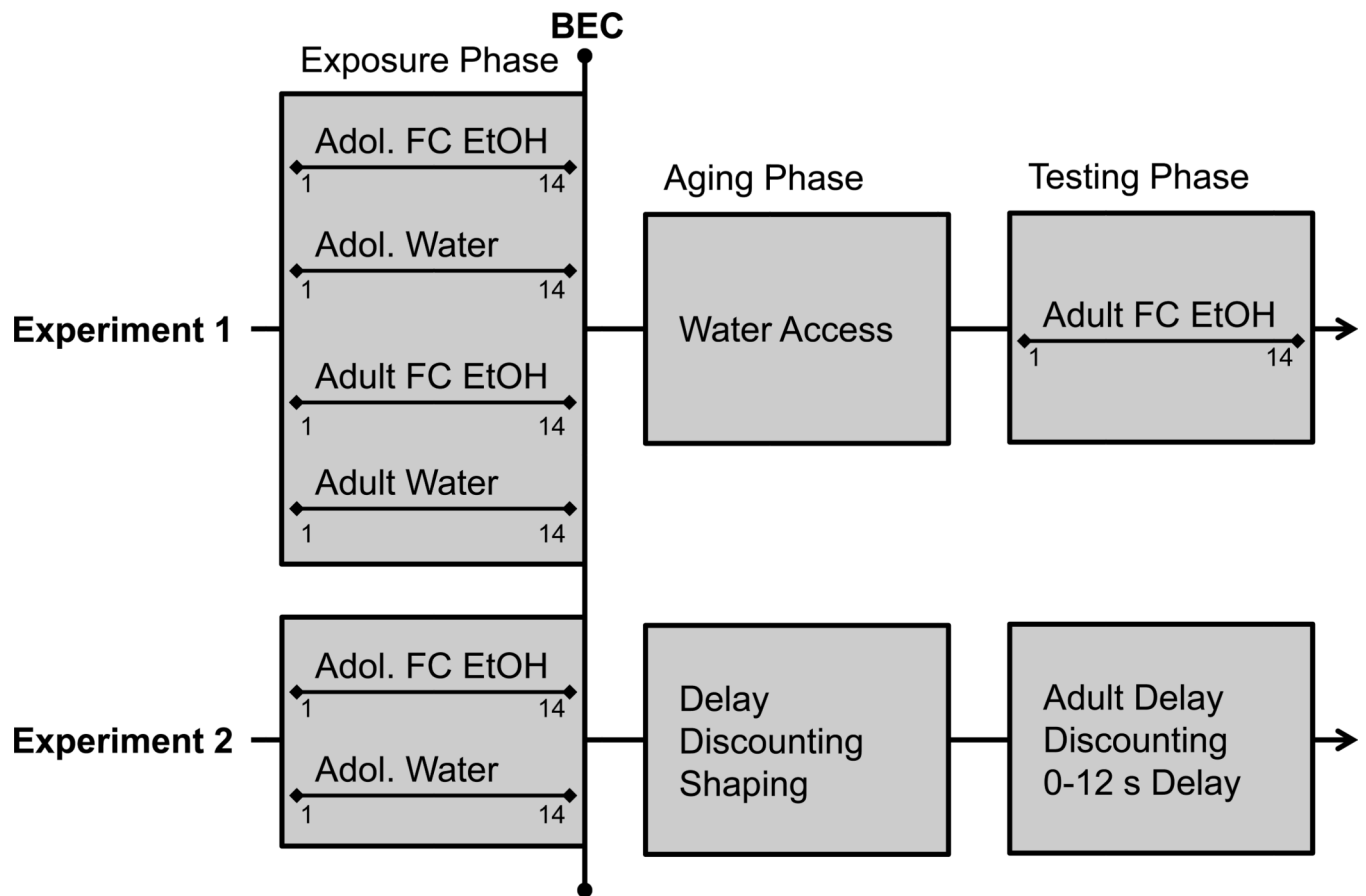 BEC
Exposure Phase
Adol. FC EtOH
1 14
Adol. Water
1 14
Adult FC EtOH
1 14
Adult Water
1 14
Experiment 1
Aging Phase
Water Access
Testing Phase
Adult FC EtOH
1 14
Experiment 2
Adol. FC EtOH
1 14
Adol. Water
1 14
Delay
Discounting
Shaping
Adult Delay
Discounting
0-12 s Delay